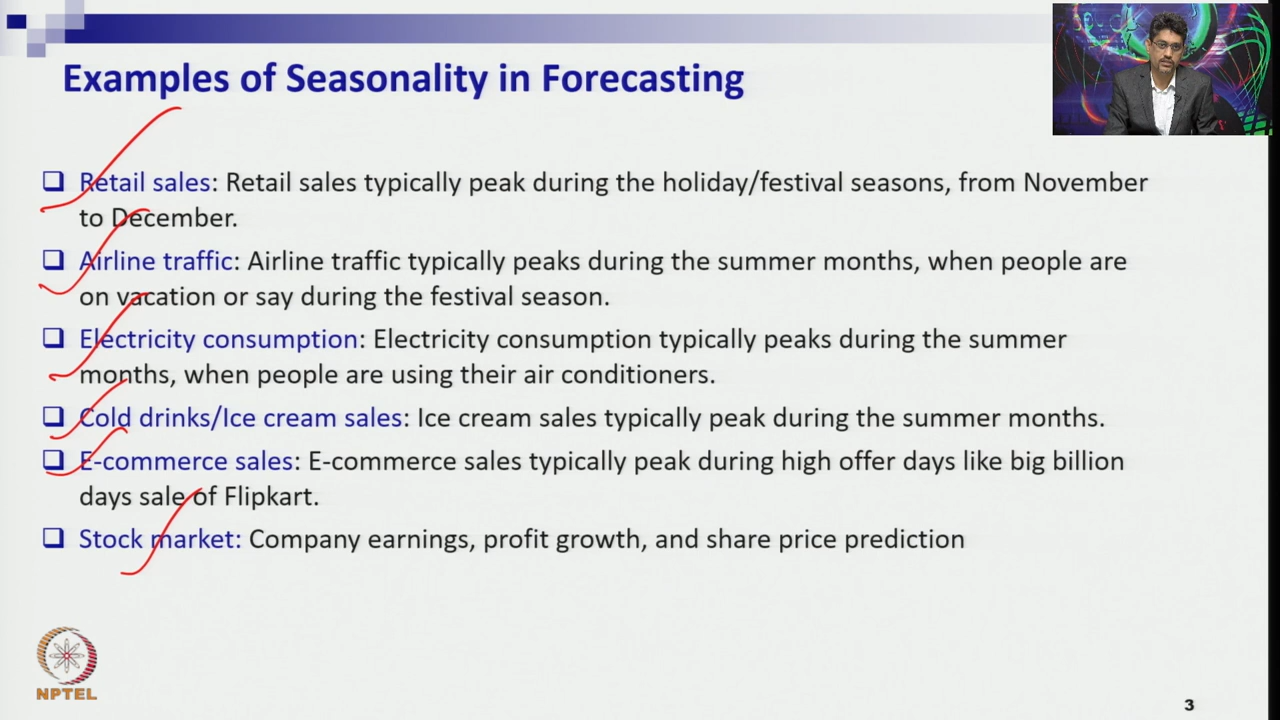 Examples of Seasonality in Forecasting
Retail sales: Retail sales typically peak during the holiday/festival seasons, from November
to December.
Airline traffic: Airline traffic typically peaks during the summer months, when people are
on vacation or say during the festival season.
Electricity consumption: Electricity consumption typically peaks during the summer
months, when people are using their air conditioners.
Cold drinks/Ice cream sales: Ice cream sales typically peak during the summer months.
E-commerce sales: E-commerce sales typically peak during high offer days like big billion
days sale of Flipkart.
Stock market: Company earnings, profit growth, and share price prediction
NPTEL
3